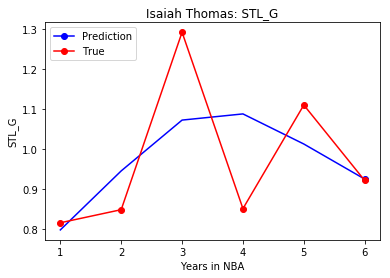 Isaiah Thomas: STL_G
Prediction
True
STL_G
1.3
1.2
1.1
1.0
0.9
0.8
1 2 3 4 5 6
Years in NBA